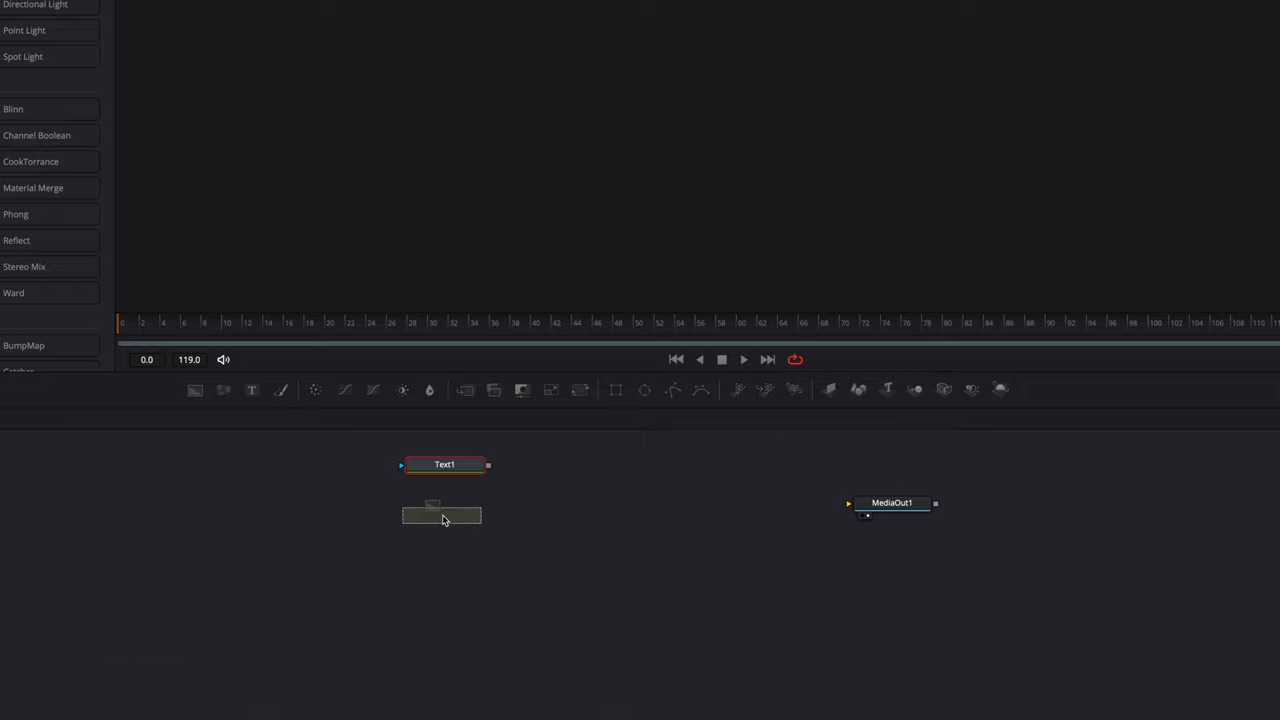 Directional Light
Point Light
Spot Light
Blinn
Channel Boolean
CookTorrance
Material Merge
Phong
Reflect
Stereo Mix
Ward
BumpMap
0 2 4 6 8 10 12 14 16 18 20 22 24 26 28 30 32 34 36 38 40 42 44 46 48 50 52 54 56 58 60 62 64 66 68 70 72 74 76 78 80 82 84 86 88 90 92 94 96 98 100 102 104 106 108 110
0.0 119.0
T
Text1
MediaOut1